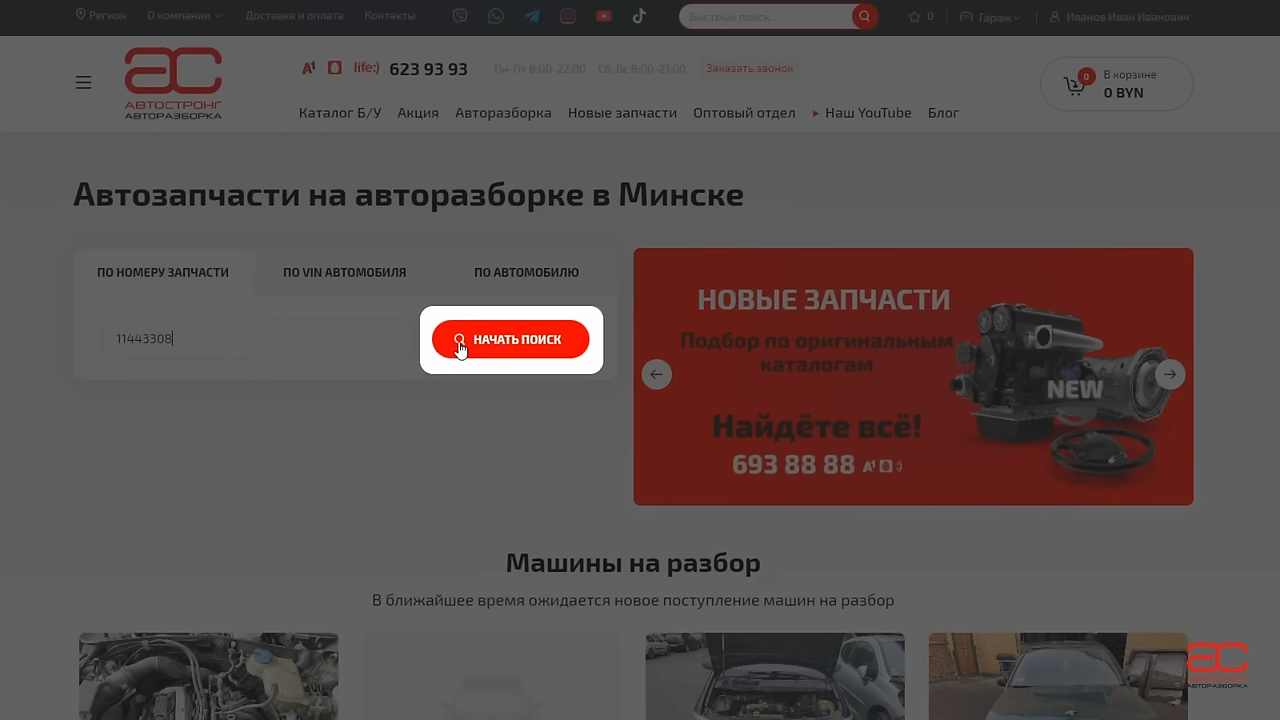 Регион
О компании
Доставка и оплата
Контакты
Быстрый поиск...
0
Гараж
Иванов Иван Иванович
АС
АВТОСТРОНГ
АВТОРАЗБОРКА
А1
life:)
623 93 93
Пн-Пт 8:00-22:00
Сб, Вс 8:00-21:00
Заказать звонок
0
В корзине
0 BYN
Каталог Б/У
Акция
Авторазборка
Новые запчасти
Оптовый отдел
Наш YouTube
Блог
Автозапчасти на авторазборке в Минске
ПО НОМЕРУ ЗАПЧАСТИ
ПО VIN АВТОМОБИЛЯ
ПО АВТОМОБИЛЮ
11443308
НАЧАТЬ ПОИСК
НОВЫЕ ЗАПЧАСТИ
Подбор по оригинальным
каталогам
NEW
Найдёте всё!
693 88 88 А1 :)
Машины на разбор
В ближайшее время ожидается новое поступление машин на разбор
АС
АВТОРАЗБОРКА